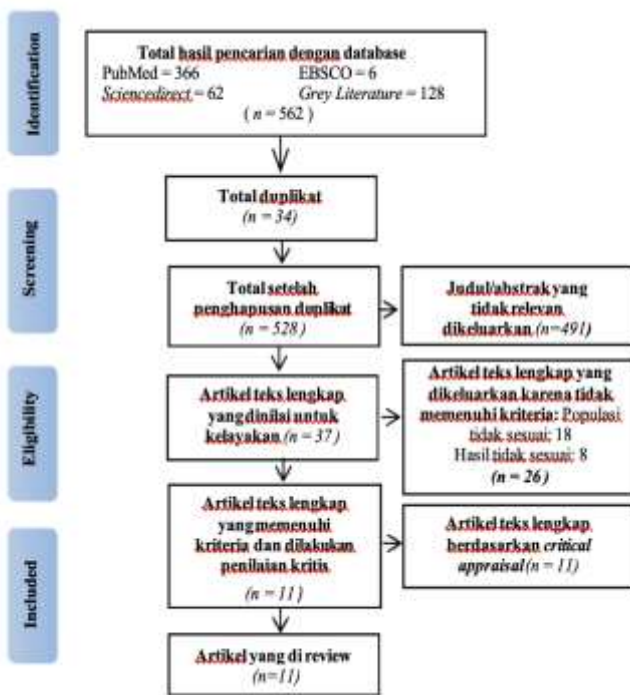 Identification
Total hasil pencarian dengan database
PubMed = 366 EBSCO = 6
Sciencedirect = 62 Grey Literature = 128
( n = 562 )
Screening
Total duplikat
(n = 34)
Total setelah
penghapusan duplikat
(n = 528)
Judul/abstrak yang
tidak relevan
dikeluarkan (n=491)
Eligibility
Artikel teks lengkap
yang dinilai untuk
kelayakan (n = 37)
Artikel teks lengkap yang
dikeluarkan karena tidak
memenuhi kriteria: Populasi
tidak sesuai: 18
Hasil tidak sesuai: 8
(n = 26)
Included
Artikel teks lengkap
yang memenuhi
kriteria dan dilakukan
penilaian kritis
(n = 11)
Artikel teks lengkap
berdasarkan critical
appraisal (n = 11)
Artikel yang di review
(n=11)